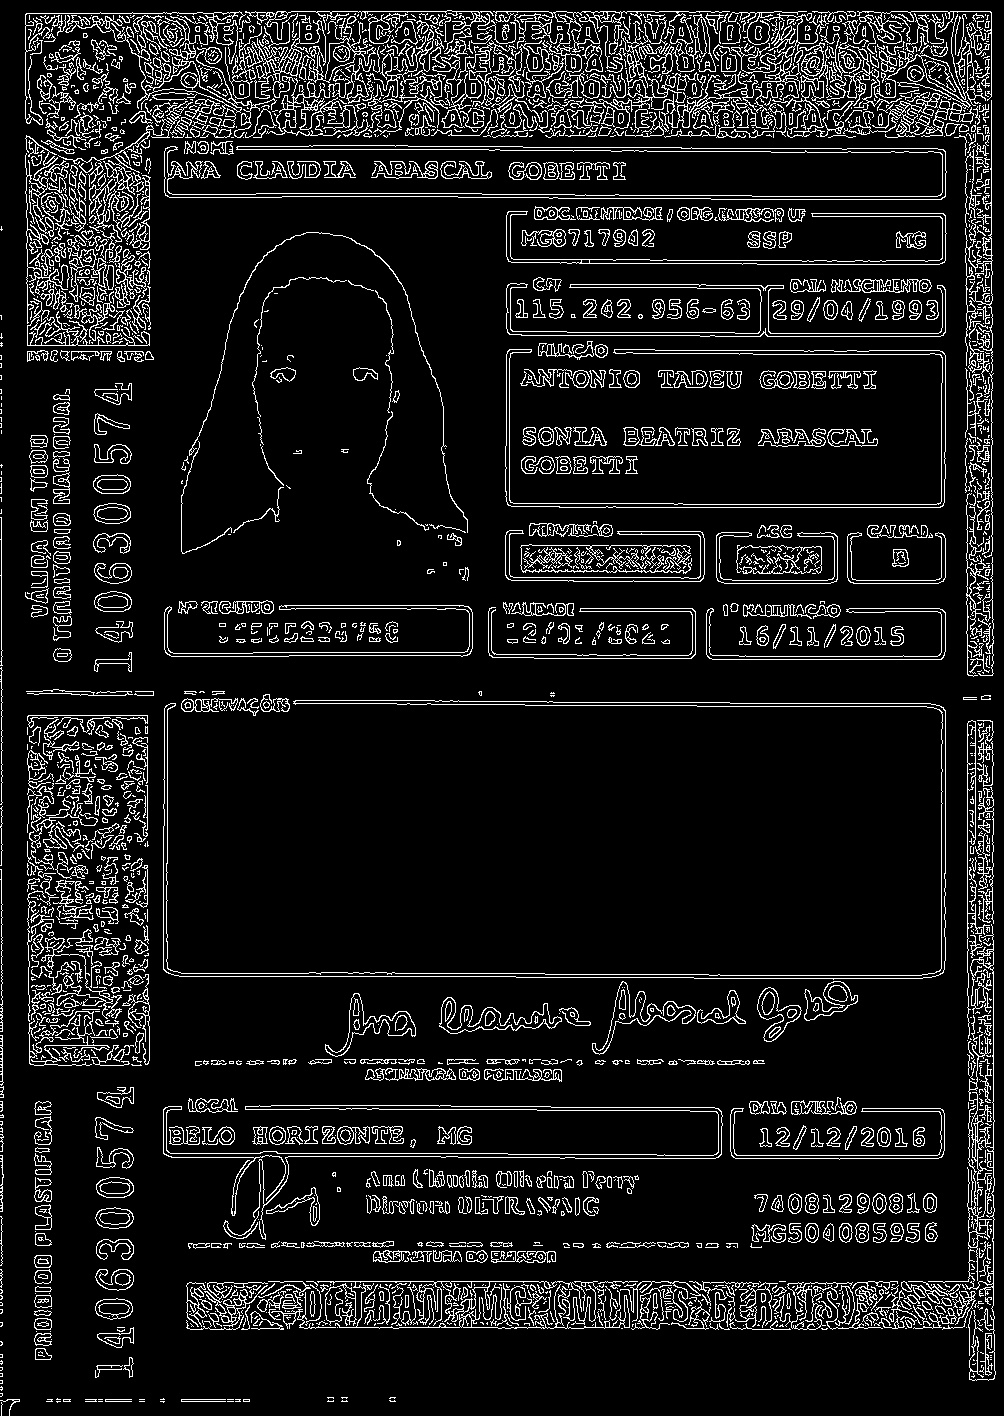 REPÚBLICA FEDERATIVA DO BRASIL
MINISTÉRIO DAS CIDADES
DEPARTAMENTO NACIONAL DE TRÂNSITO
CARTEIRA NACIONAL DE HABILITAÇÃO
NOME
ANA CLAUDIA ABASCAL GOBETTI
DOC. IDENTIDADE / ORG. EMISSOR UF
MG8717942 SSP MG
CPF
115.242.956-63
DATA NASCIMENTO
29/04/1993
FILIAÇÃO
ANTONIO TADEU GOBETTI
SONIA BEATRIZ ABASCAL
GOBETTI
PERMISSÃO
ACC
CAT.HAB.
B
Nº REGISTRO
VALIDADE
1ª HABILITAÇÃO
16/11/2015
VÁLIDA EM TODO
O TERRITÓRIO NACIONAL
1406300574
OBSERVAÇÕES
Ana Claudia Abascal Gobetti
ASSINATURA DO PORTADOR
LOCAL
BELO HORIZONTE, MG
DATA EMISSÃO
12/12/2016
Ana Cláudia Oliveira Perry
Diretora DETRAN/MG
74081290810
MG504085956
ASSINATURA DO EMISSOR
PROIBIDO PLASTIFICAR
1406300574
DETRAN MG (MINAS GERAIS)